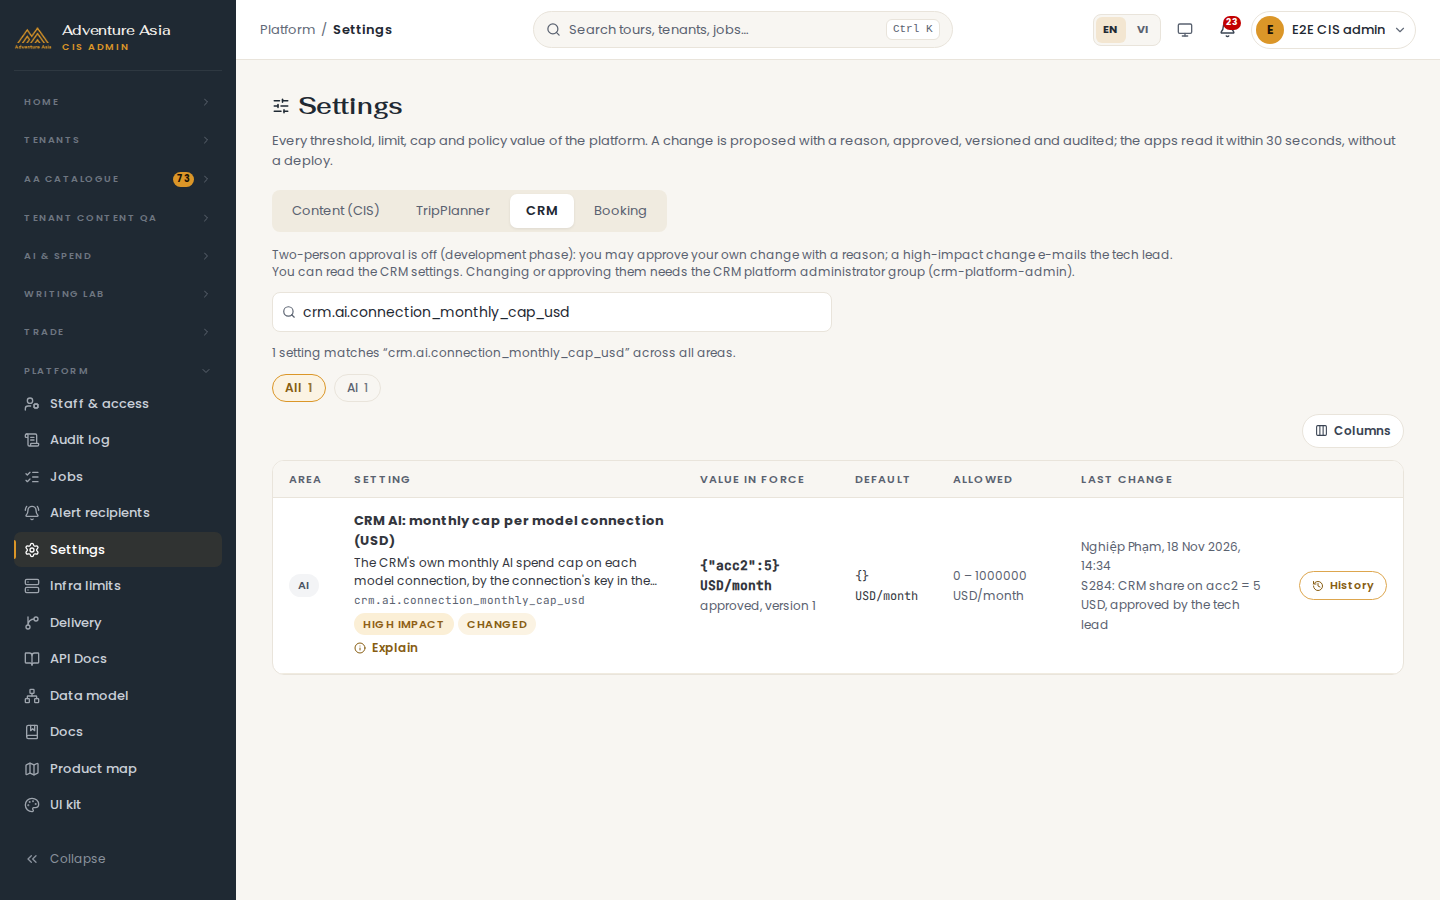 Adventure Asia
CIS ADMIN
Adventure Asia
HOME
TENANTS
AA CATALOGUE 73
TENANT CONTENT QA
AI & SPEND
WRITING LAB
TRADE
PLATFORM
Staff & access
Audit log
Jobs
Alert recipients
Settings
Infra limits
Delivery
API Docs
Data model
Docs
Product map
UI kit
Collapse
Platform / Settings
Search tours, tenants, jobs... Ctrl K
EN VI
23
E E2E CIS admin
Settings
Every threshold, limit, cap and policy value of the platform. A change is proposed with a reason, approved, versioned and audited; the apps read it within 30 seconds, without
a deploy.
Content (CIS) TripPlanner CRM Booking
Two-person approval is off (development phase): you may approve your own change with a reason; a high-impact change e-mails the tech lead.
You can read the CRM settings. Changing or approving them needs the CRM platform administrator group (crm-platform-admin).
crm.ai.connection_monthly_cap_usd
1 setting matches “crm.ai.connection_monthly_cap_usd” across all areas.
All 1 AI 1
Columns
AREA SETTING VALUE IN FORCE DEFAULT ALLOWED LAST CHANGE
AI
CRM AI: monthly cap per model connection
(USD)
The CRM's own monthly AI spend cap on each
model connection, by the connection's key in the...
crm.ai.connection_monthly_cap_usd
HIGH IMPACT CHANGED
Explain
{"acc2":5}
USD/month
approved, version 1
{}
USD/month
0 – 1000000
USD/month
Nghiệp Phạm, 18 Nov 2026,
14:34
S284: CRM share on acc2 = 5
USD, approved by the tech
lead
History